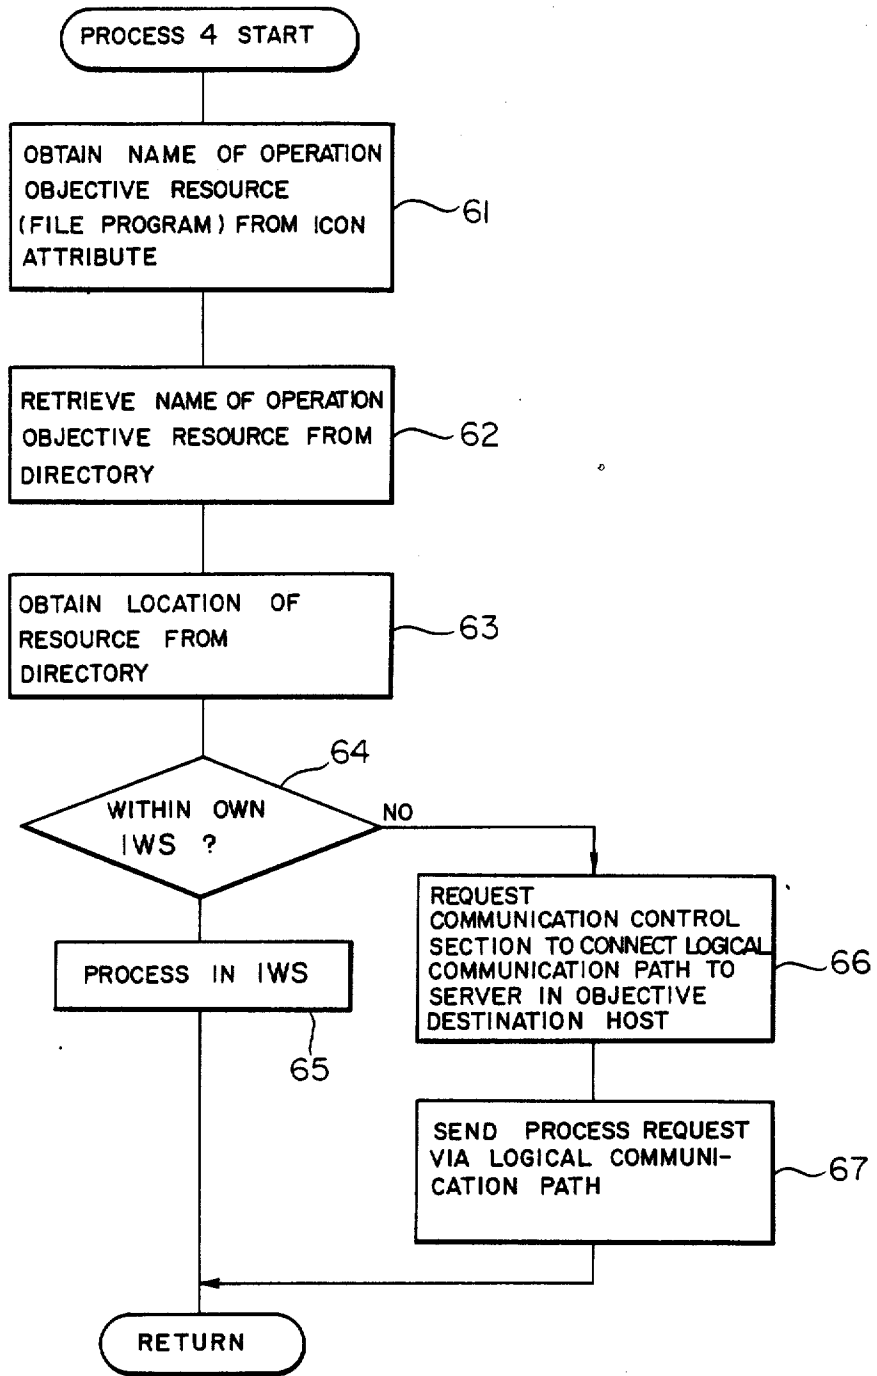 PROCESS 4 START
OBTAIN NAME OF OPERATION
OBJECTIVE RESOURCE
(FILE PROGRAM) FROM ICON
ATTRIBUTE
61
RETRIEVE NAME OF OPERATION
OBJECTIVE RESOURCE FROM
DIRECTORY
62
OBTAIN LOCATION OF
RESOURCE FROM
DIRECTORY
63
64
WITHIN OWN
IWS ?
NO
PROCESS IN IWS
65
REQUEST
COMMUNICATION CONTROL
SECTION TO CONNECT LOGICAL
COMMUNICATION PATH TO
SERVER IN OBJECTIVE
DESTINATION HOST
66
SEND PROCESS REQUEST
VIA LOGICAL COMMUNI-
CATION PATH
67
RETURN